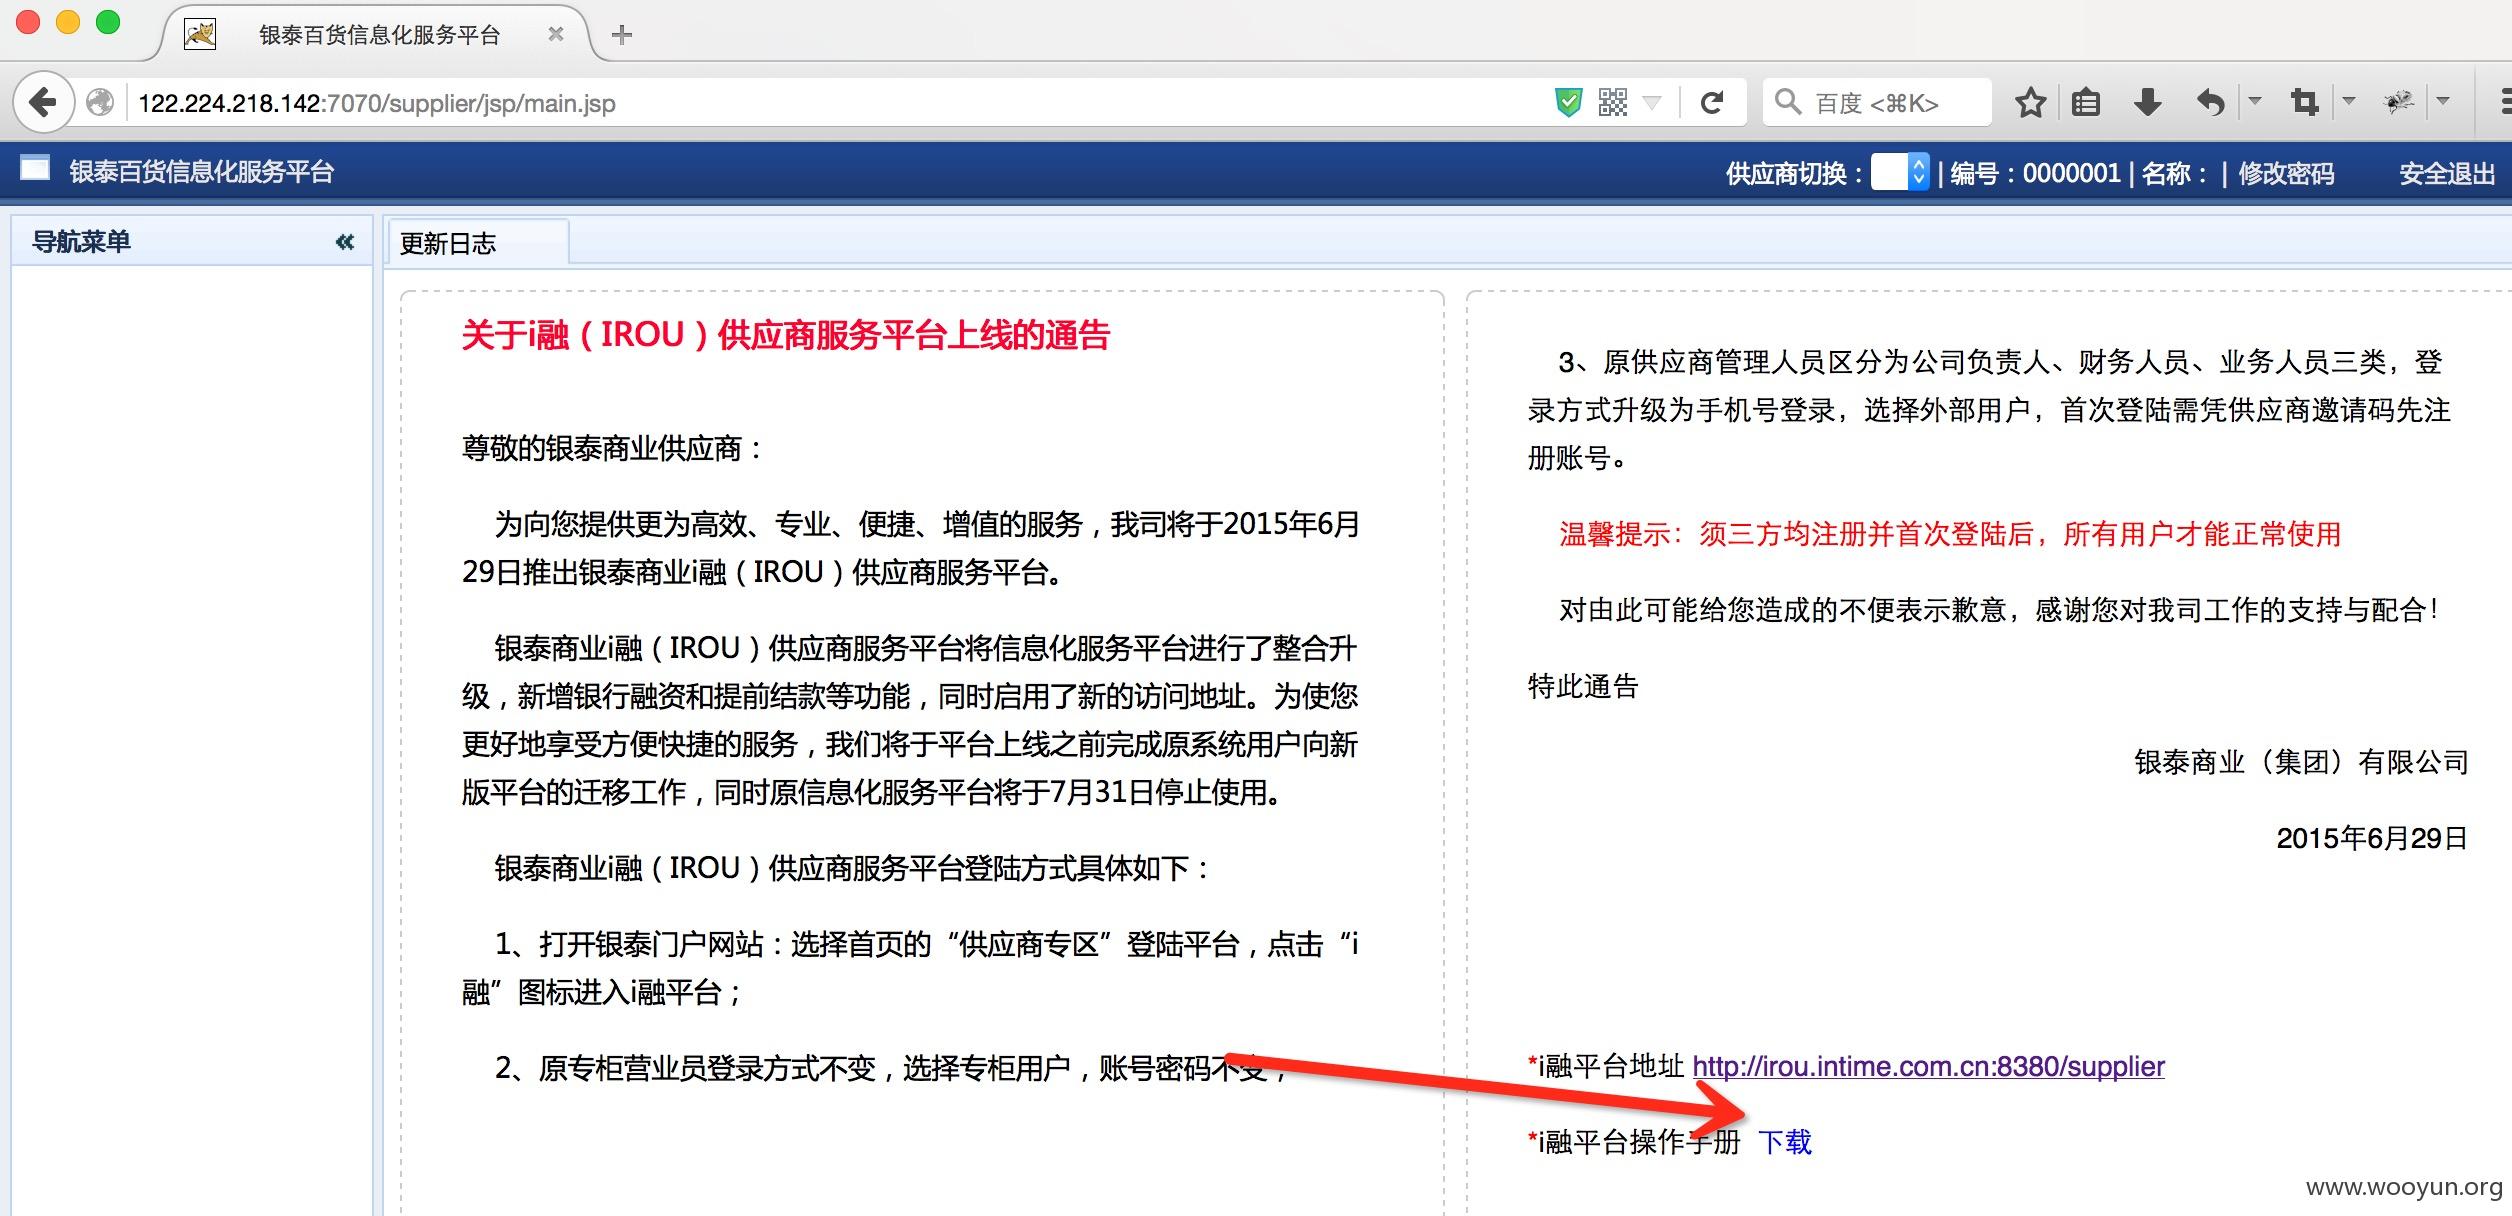 银泰百货信息化服务平台
122.224.218.142:7070/supplier/jsp/main.jsp
百度 <⌘K>
银泰百货信息化服务平台
供应商切换： | 编号：0000001 | 名称： | 修改密码 安全退出
导航菜单
更新日志
关于i融（IROU）供应商服务平台上线的通告
尊敬的银泰商业供应商：
为向您提供更为高效、专业、便捷、增值的服务，我司将于2015年6月
29日推出银泰商业i融（IROU）供应商服务平台。
银泰商业i融（IROU）供应商服务平台将信息化服务平台进行了整合升
级，新增银行融资和提前结款等功能，同时启用了新的访问地址。为使您
更好地享受方便快捷的服务，我们将于平台上线之前完成原系统用户向新
版平台的迁移工作，同时原信息化服务平台将于7月31日停止使用。
银泰商业i融（IROU）供应商服务平台登陆方式具体如下：
1、打开银泰门户网站：选择首页的“供应商专区”登陆平台，点击“i
融”图标进入i融平台；
2、原专柜营业员登录方式不变，选择专柜用户，账号密码不变；
3、原供应商管理人员区分为公司负责人、财务人员、业务人员三类，登
录方式升级为手机号登录，选择外部用户，首次登陆需凭供应商邀请码先注
册账号。
温馨提示：须三方均注册并首次登陆后，所有用户才能正常使用
对由此可能给您造成的不便表示歉意，感谢您对我司工作的支持与配合！
特此通告
银泰商业（集团）有限公司
2015年6月29日
*i融平台地址 http://irou.intime.com.cn:8380/supplier
*i融平台操作手册 下载
www.wooyun.org